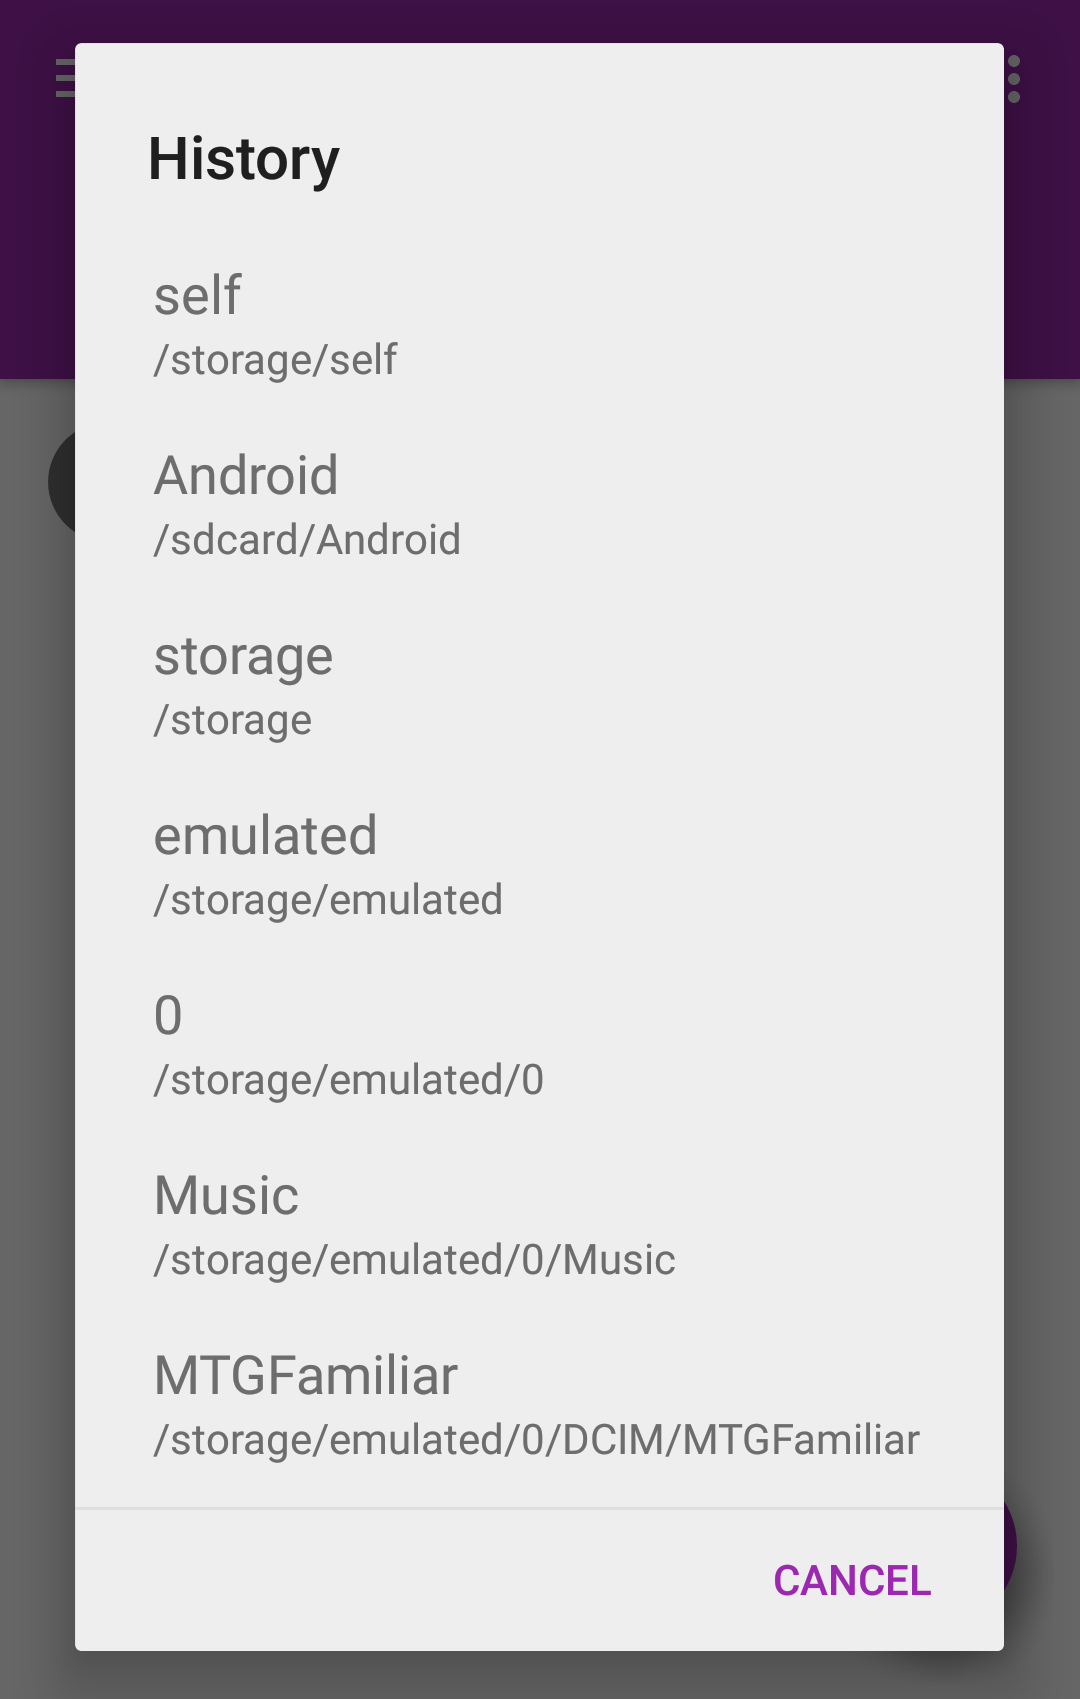 History
self
/storage/self
Android
/sdcard/Android
storage
/storage
emulated
/storage/emulated
0
/storage/emulated/0
Music
/storage/emulated/0/Music
MTGFamiliar
/storage/emulated/0/DCIM/MTGFamiliar
CANCEL